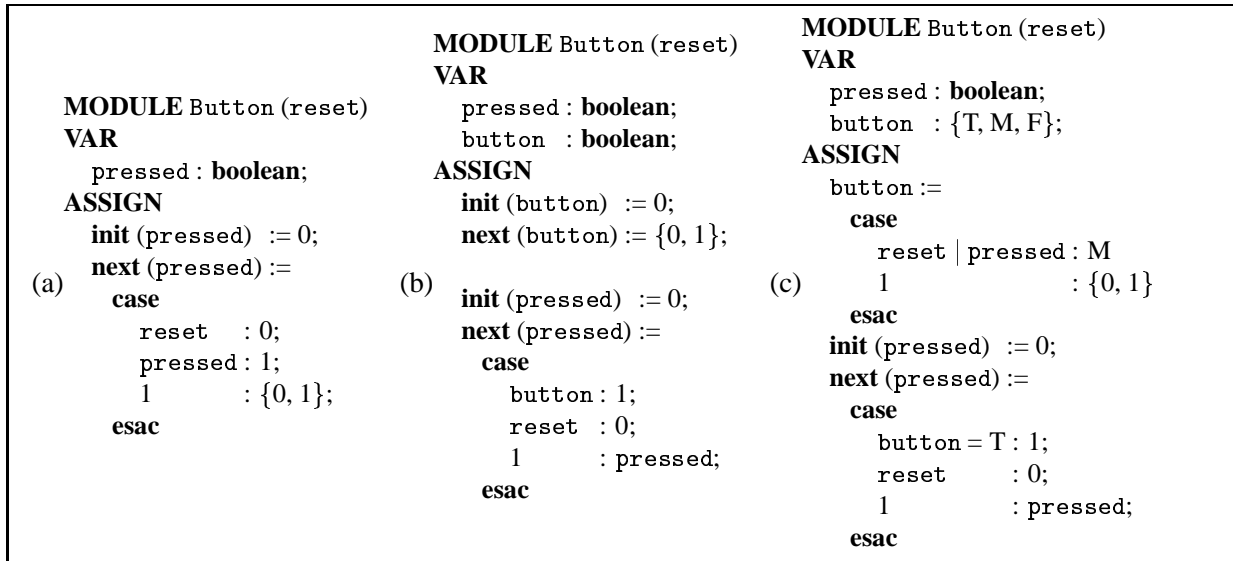 (a)
MODULE Button (reset)
VAR
pressed : boolean;
ASSIGN
init (pressed) := 0;
next (pressed) :=
case
reset : 0;
pressed : 1;
1 : {0, 1};
esac
(b)
MODULE Button (reset)
VAR
pressed : boolean;
button : boolean;
ASSIGN
init (button) := 0;
next (button) := {0, 1};
init (pressed) := 0;
next (pressed) :=
case
button : 1;
reset : 0;
1 : pressed;
esac
(c)
MODULE Button (reset)
VAR
pressed : boolean;
button : {T, M, F};
ASSIGN
button :=
case
reset | pressed : M
1 : {0, 1}
esac
init (pressed) := 0;
next (pressed) :=
case
button = T : 1;
reset : 0;
1 : pressed;
esac